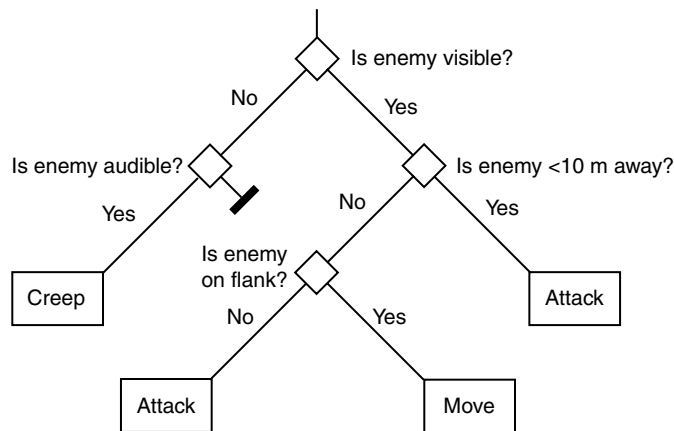 Is enemy visible?
No
Yes
Is enemy audible?
Is enemy <10 m away?
Yes
No
Yes
Is enemy
on flank?
Creep
Attack
No
Yes
Attack
Move